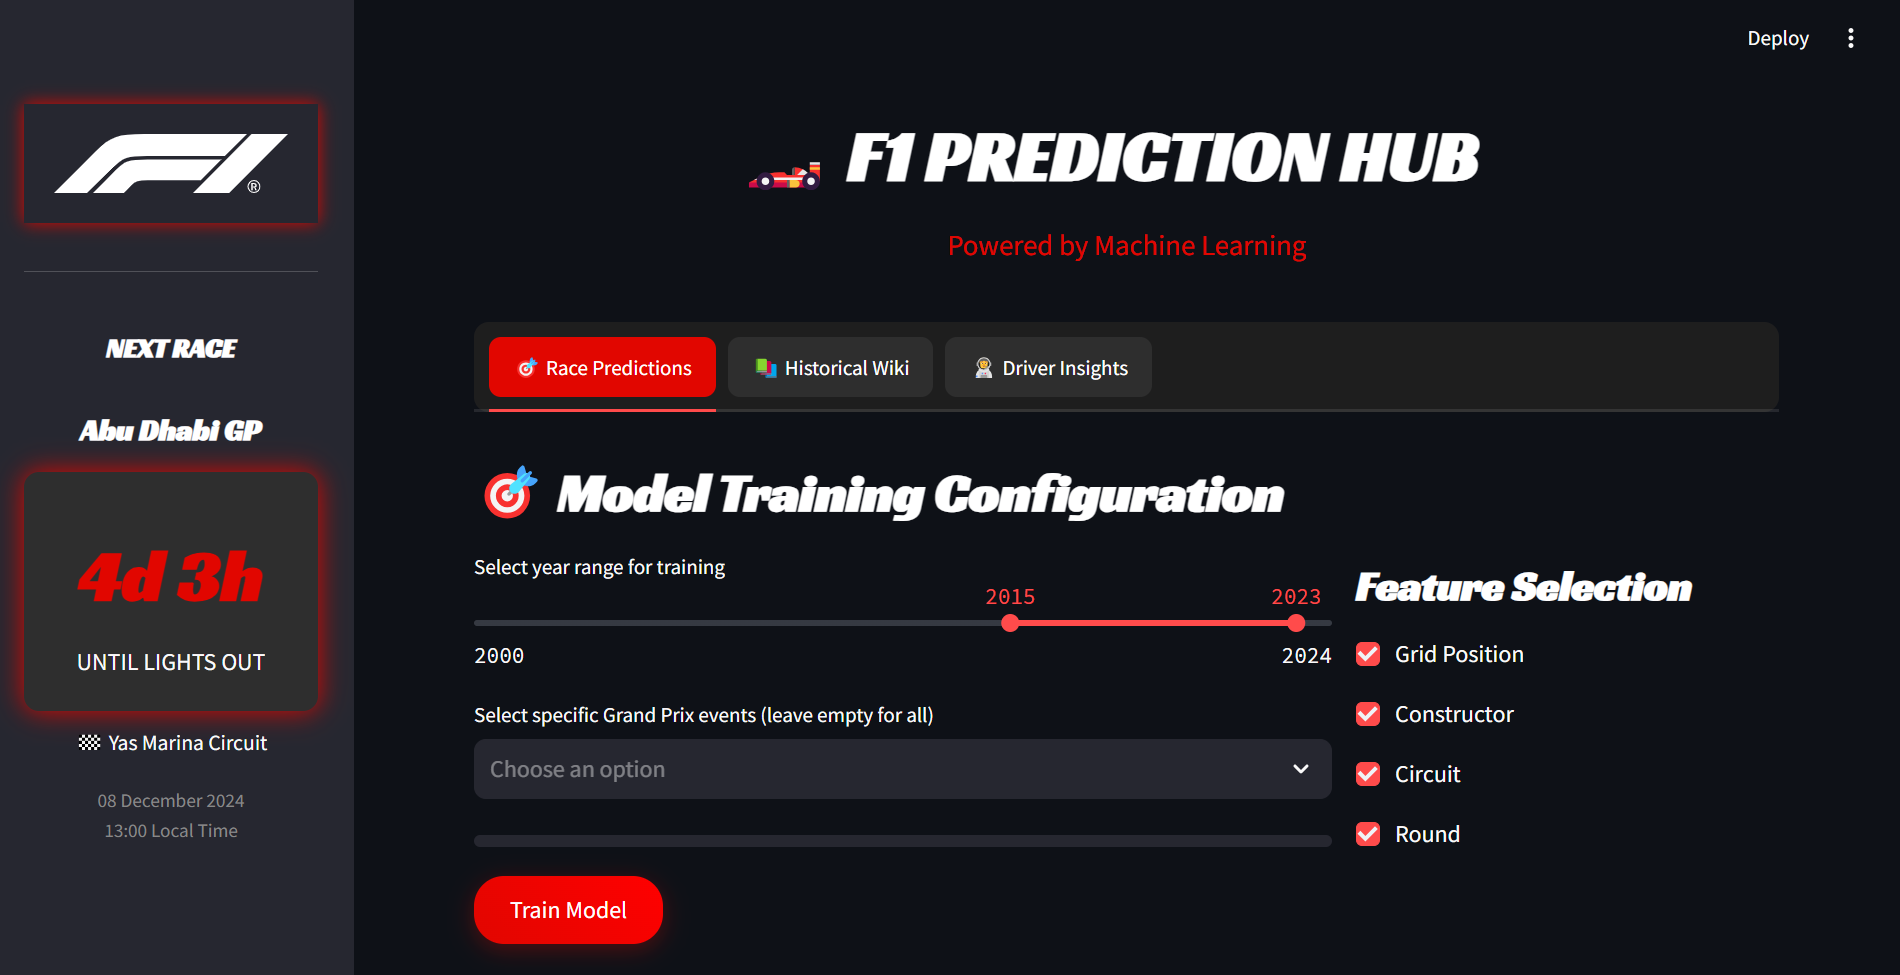 Deploy
F1 ®
NEXT RACE
Abu Dhabi GP
4d 3h
UNTIL LIGHTS OUT
Yas Marina Circuit
08 December 2024
13:00 Local Time
F1 PREDICTION HUB
Powered by Machine Learning
Race Predictions
Historical Wiki
Driver Insights
Model Training Configuration
Select year range for training
2015
2023
2000
2024
Select specific Grand Prix events (leave empty for all)
Choose an option
Train Model
Feature Selection
Grid Position
Constructor
Circuit
Round